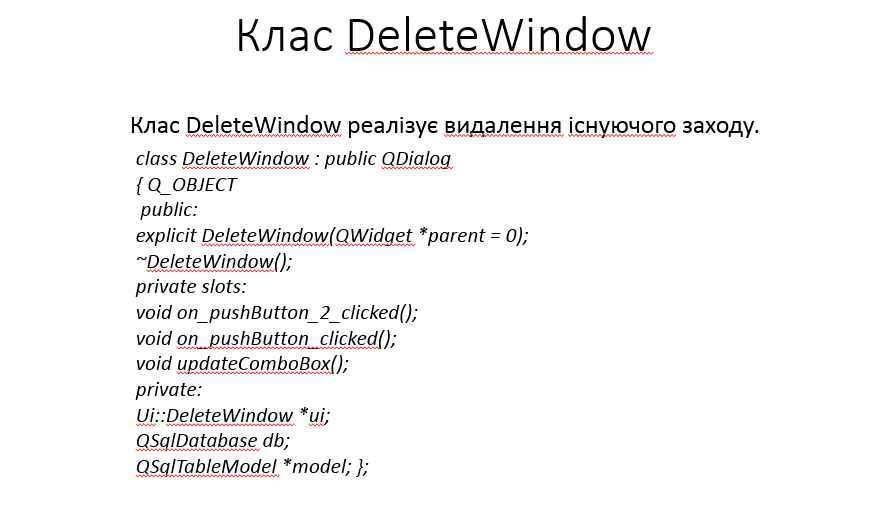 Клас DeleteWindow
Клас DeleteWindow реалізує видалення існуючого заходу.
class DeleteWindow : public QDialog
{ Q_OBJECT
public:
explicit DeleteWindow(QWidget *parent = 0);
~DeleteWindow();
private slots:
void on_pushButton_2_clicked();
void on_pushButton_clicked();
void updateComboBox();
private:
Ui::DeleteWindow *ui;
QSqlDatabase db;
QSqlTableModel *model; };